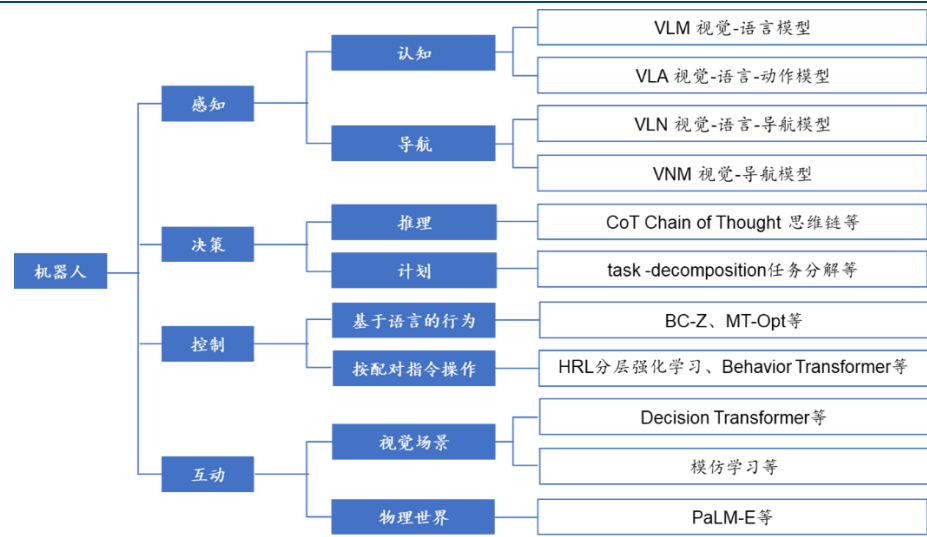 VLM 视觉-语言模型
认知
VLA 视觉-语言-动作模型
感知
VLN 视觉-语言-导航模型
导航
VNM 视觉-导航模型
推理
CoT Chain of Thought 思维链等
决策
机器人
计划
task -decomposition任务分解等
基于语言的行为
BC-Z、MT-Opt等
控制
按配对指令操作
HRL分层强化学习、Behavior Transformer等
Decision Transformer等
视觉场景
模仿学习等
互动
物理世界
PaLM-E等